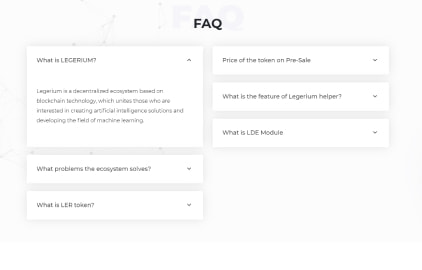 FAQ
FAQ
What is LEGERIUM?
Legerium is a decentralized ecosystem based on
blockchain technology, which unites those who are
interested in creating artificial intelligence solutions and
developing the field of machine learning.
What problems the ecosystem solves?
What is LER token?
Price of the token on Pre-Sale
What is the feature of Legerium helper?
What is LDE Module